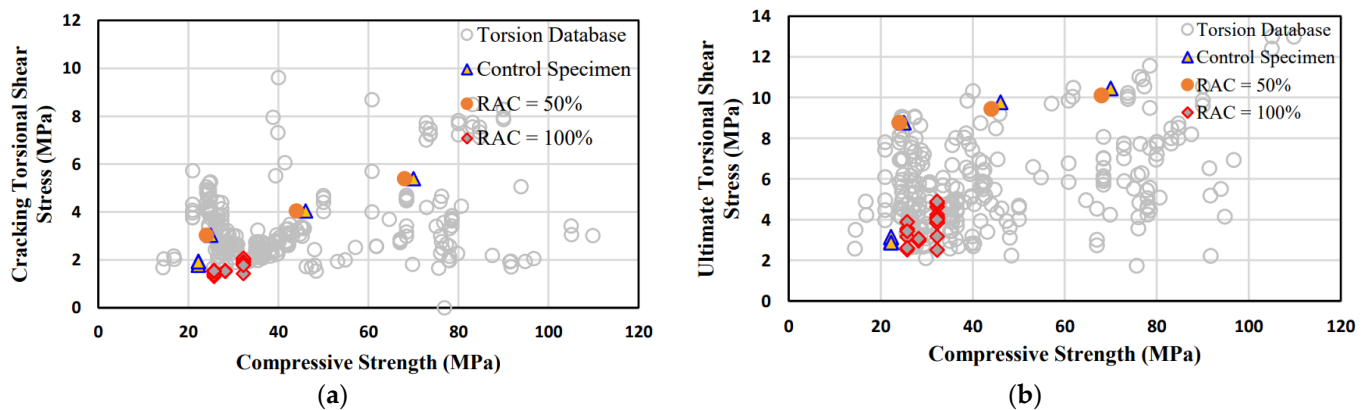 (a)
Cracking Torsional Shear
Stress (MPa)
12
10
8
6
4
2
0
0 20 40 60 80 100 120
Compressive Strength (MPa)
Torsion Database
Control Specimen
RAC = 50%
RAC = 100%
(b)
Ultimate Torsional Shear
Stress (MPa)
14
12
10
8
6
4
2
0
0 20 40 60 80 100 120
Compressive Strength (MPa)
Torsion Database
Control Specimen
RAC = 50%
RAC = 100%